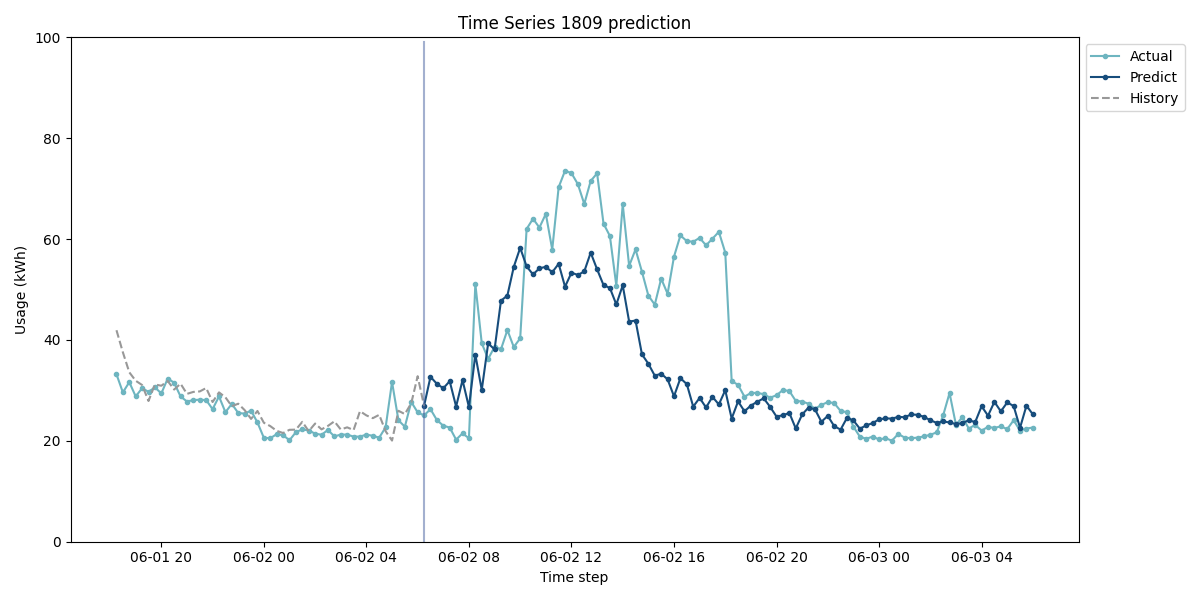 Time Series 1809 prediction
100
80
60
40
20
0
Usage (kWh)
06-01 20
06-02 00
06-02 04
06-02 08
06-02 12
06-02 16
06-02 20
06-03 00
06-03 04
Time step
Actual
Predict
History